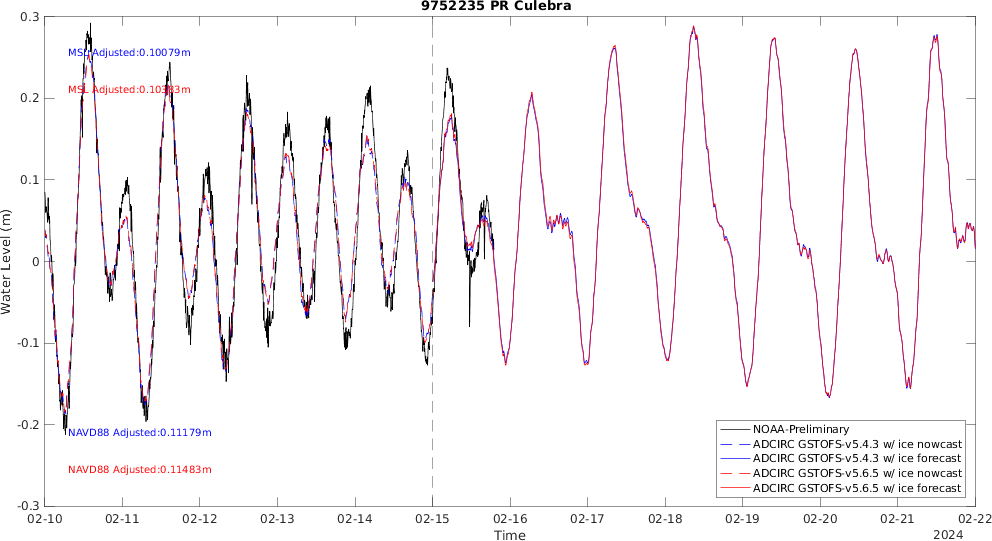 9752235 PR Culebra
0.3
0.2
0.1
0
-0.1
-0.2
-0.3
Water Level (m)
MSL Adjusted:0.10079m
MSL Adjusted:0.10383m
NAVD88 Adjusted:0.11179m
NAVD88 Adjusted:0.11483m
NOAA-Preliminary
ADCIRC GSTOFS-v5.4.3 w/ ice nowcast
ADCIRC GSTOFS-v5.4.3 w/ ice forecast
ADCIRC GSTOFS-v5.6.5 w/ ice nowcast
ADCIRC GSTOFS-v5.6.5 w/ ice forecast
02-10 02-11 02-12 02-13 02-14 02-15 02-16 02-17 02-18 02-19 02-20 02-21 02-22
Time
2024